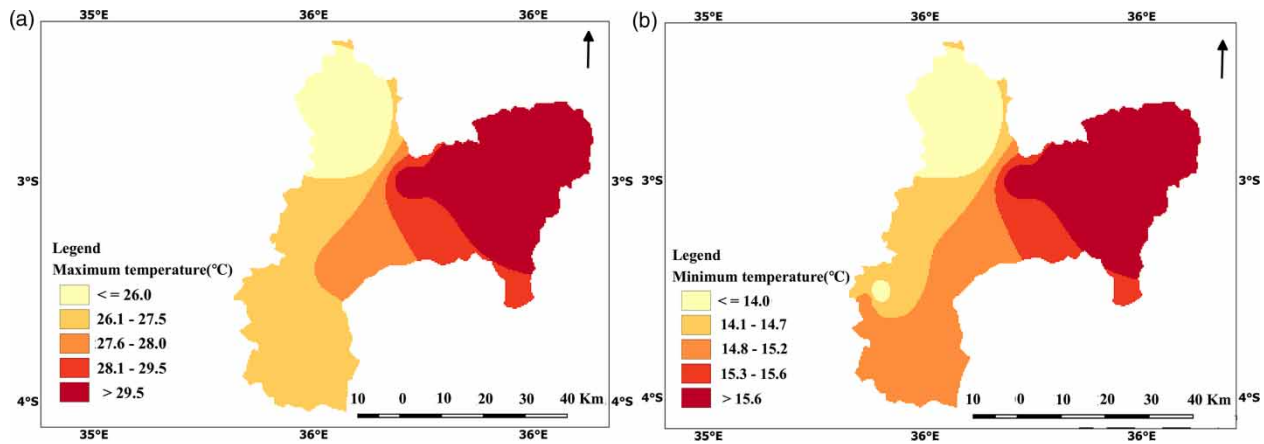 (a)
35°E 36°E 36°E
3°S
4°S
Legend
Maximum temperature(°C)
< = 26.0
26.1 - 27.5
27.6 - 28.0
28.1 - 29.5
> 29.5
10 0 10 20 30 40 Km
35°E 36°E 36°E
(b)
35°E 36°E 36°E
3°S 3°S
4°S 4°S
Legend
Minimum temperature(°C)
< = 14.0
14.1 - 14.7
14.8 - 15.2
15.3 - 15.6
> 15.6
10 0 10 20 30 40 Km
35°E 36°E 36°E